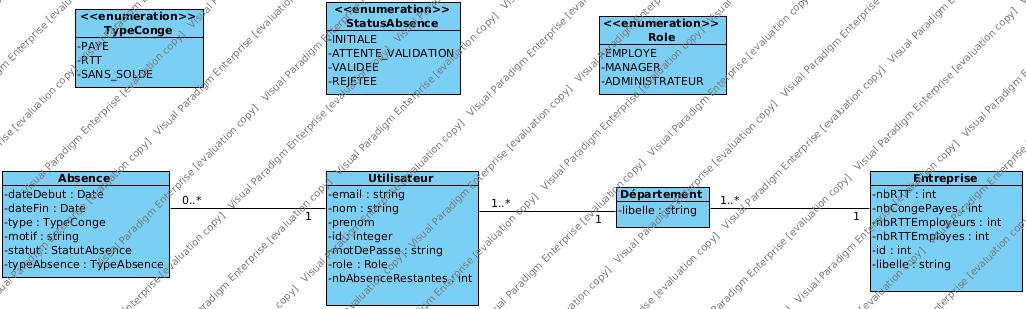 <<enumeration>>
TypeConge
-PAYE
-RTT
-SANS_SOLDE
<<enumeration>>
StatusAbsence
-INITIALE
-ATTENTE_VALIDATION
-VALIDEE
-REJETEE
<<enumeration>>
Role
-EMPLOYE
-MANAGER
-ADMINISTRATEUR
Absence
-dateDebut : Date
-dateFin : Date
-type : TypeConge
-motif : string
-statut : StatutAbsence
-typeAbsence : TypeAbsence
0..*
1
Utilisateur
-email : string
-nom : string
-prenom
-id : Integer
-motDePasse : string
-role : Role
-nbAbsenceRestantes : int
1..*
1
Département
-libelle : string
1..*
1
Entreprise
-nbRTT : int
-nbCongePayes : int
-nbRTTEmployeurs : int
-nbRTTEmployes : int
-id : int
-libelle : string
Visual Paradigm Enterprise [evaluation copy]